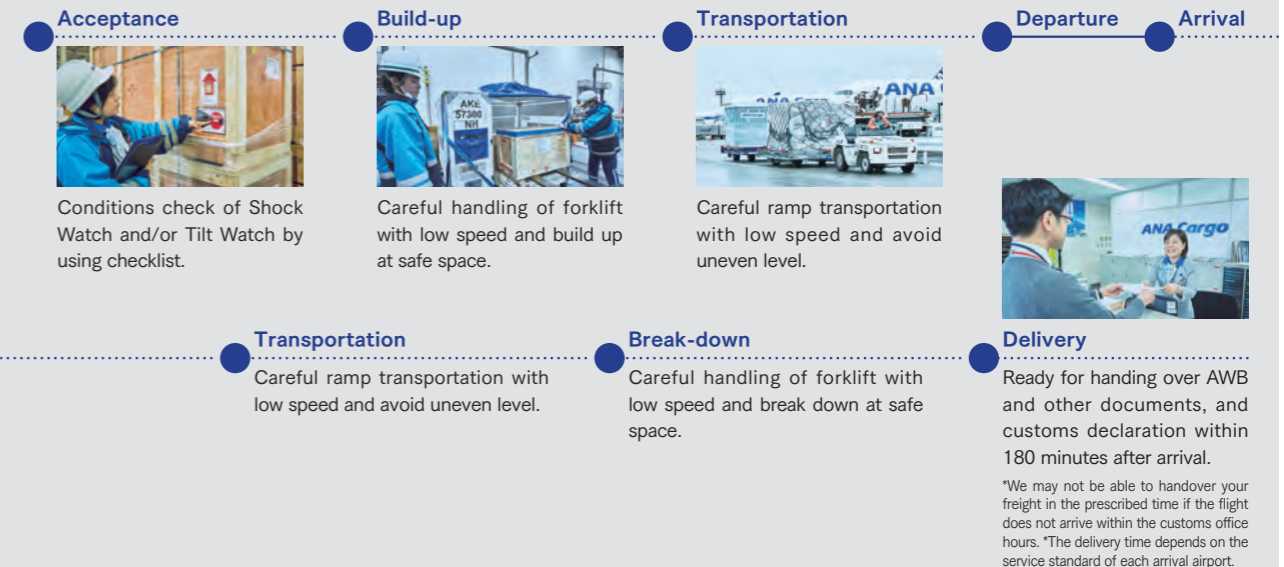 Acceptance
Build-up
Transportation
Departure
Arrival
AKE
57300
NH
ANA
ANA Cargo
Conditions check of Shock
Watch and/or Tilt Watch by
using checklist.
Careful handling of forklift
with low speed and build up
at safe space.
Careful ramp transportation
with low speed and avoid
uneven level.
Transportation
Careful ramp transportation with
low speed and avoid uneven level.
Break-down
Careful handling of forklift with
low speed and break down at safe
space.
Delivery
Ready for handing over AWB
and other documents, and
customs declaration within
180 minutes after arrival.
*We may not be able to handover your
freight in the prescribed time if the flight
does not arrive within the customs office
hours. *The delivery time depends on the
service standard of each arrival airport.